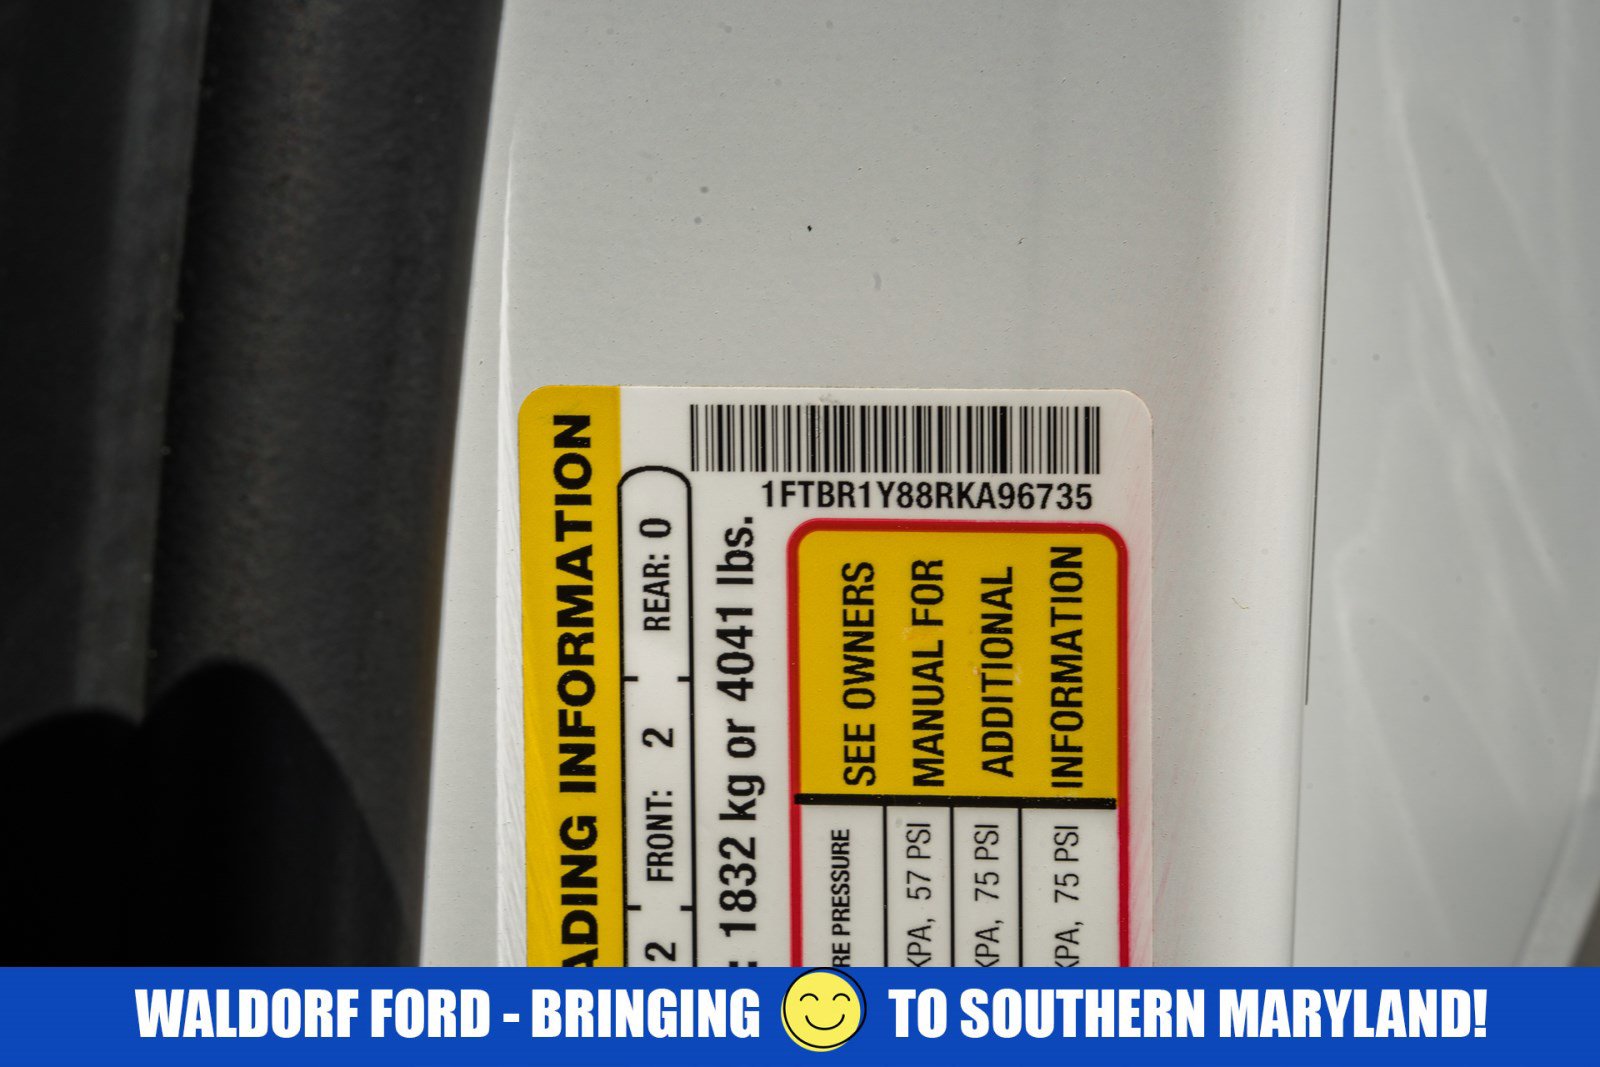 ADING INFORMATION
2 FRONT: 2 REAR: 0
: 1832 kg or 4041 lbs.
1FTBR1Y88RKA96735
RE PRESSURE SEE OWNERS
KPA, 57 PSI MANUAL FOR
KPA, 75 PSI ADDITIONAL
KPA, 75 PSI INFORMATION
WALDORF FORD - BRINGING TO SOUTHERN MARYLAND!